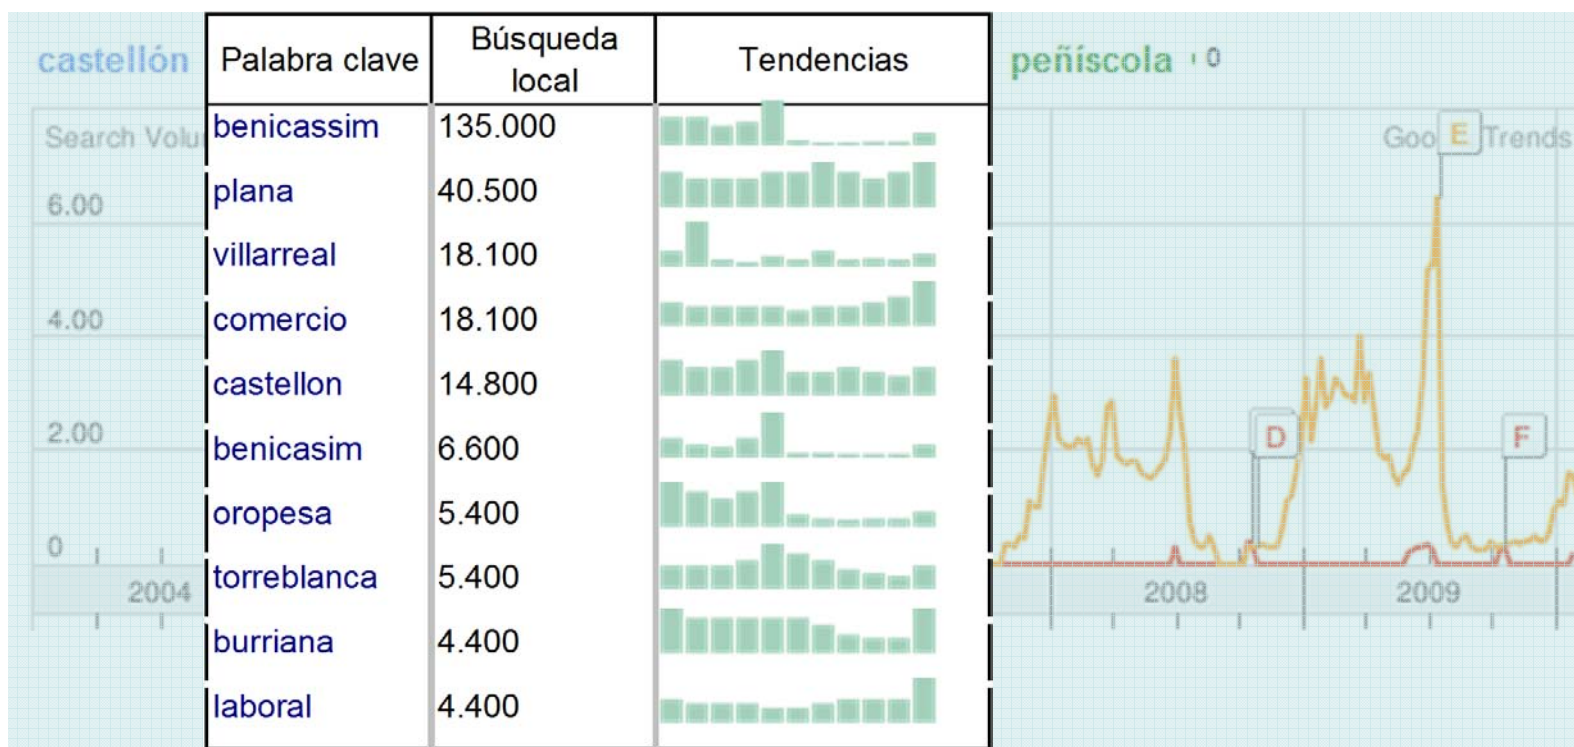 castellón
peñíscola 0
Palabra clave Búsqueda local Tendencias
benicassim 135.000
plana 40.500
villarreal 18.100
comercio 18.100
castellon 14.800
benicasim 6.600
oropesa 5.400
torreblanca 5.400
burriana 4.400
laboral 4.400
Search Volu
Goo E Trends
6.00
4.00
2.00
D
F
0
2004 2008 2009